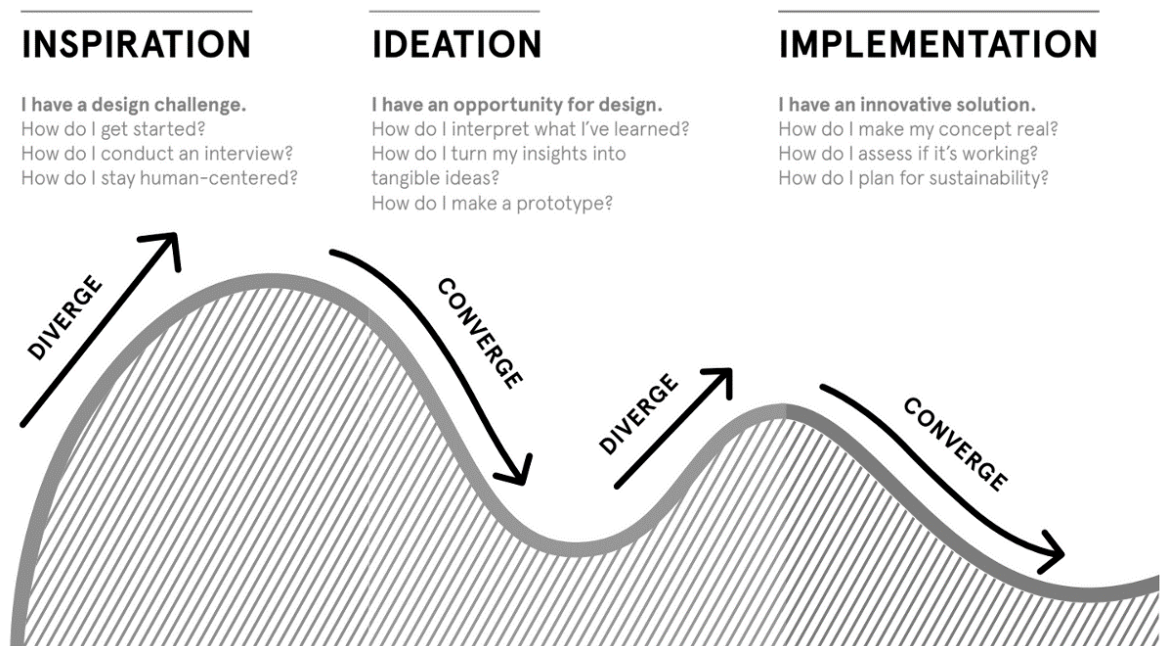 INSPIRATION
I have a design challenge.
How do I get started?
How do I conduct an interview?
How do I stay human-centered?
IDEATION
I have an opportunity for design.
How do I interpret what I've learned?
How do I turn my insights into
tangible ideas?
How do I make a prototype?
IMPLEMENTATION
I have an innovative solution.
How do I make my concept real?
How do I assess if it's working?
How do I plan for sustainability?
DIVERGE
CONVERGE
DIVERGE
CONVERGE